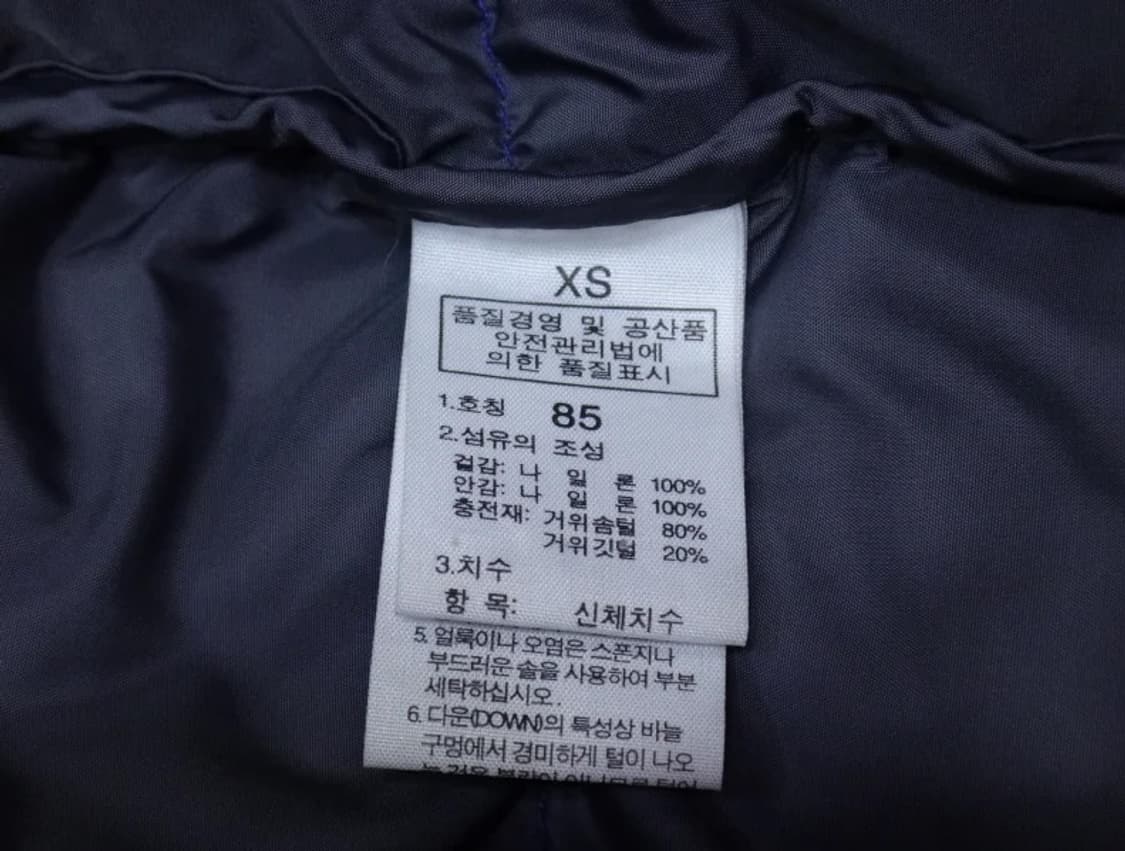 XS
품질경영 및 공산품
안전관리법에
의한 품질표시
1.호칭 85
2.섬유의 조성
겉감: 나 일 론 100%
안감: 나 일 론 100%
충전재: 거위솜털 80%
거위깃털 20%
3.치수
항 목: 신체치수
5. 얼룩이나 오염은 스폰지나
부드러운 솔을 사용하여 부분
세탁하십시오.
6. 다운(DOWN)의 특성상 바늘
구멍에서 경미하게 털이 나오